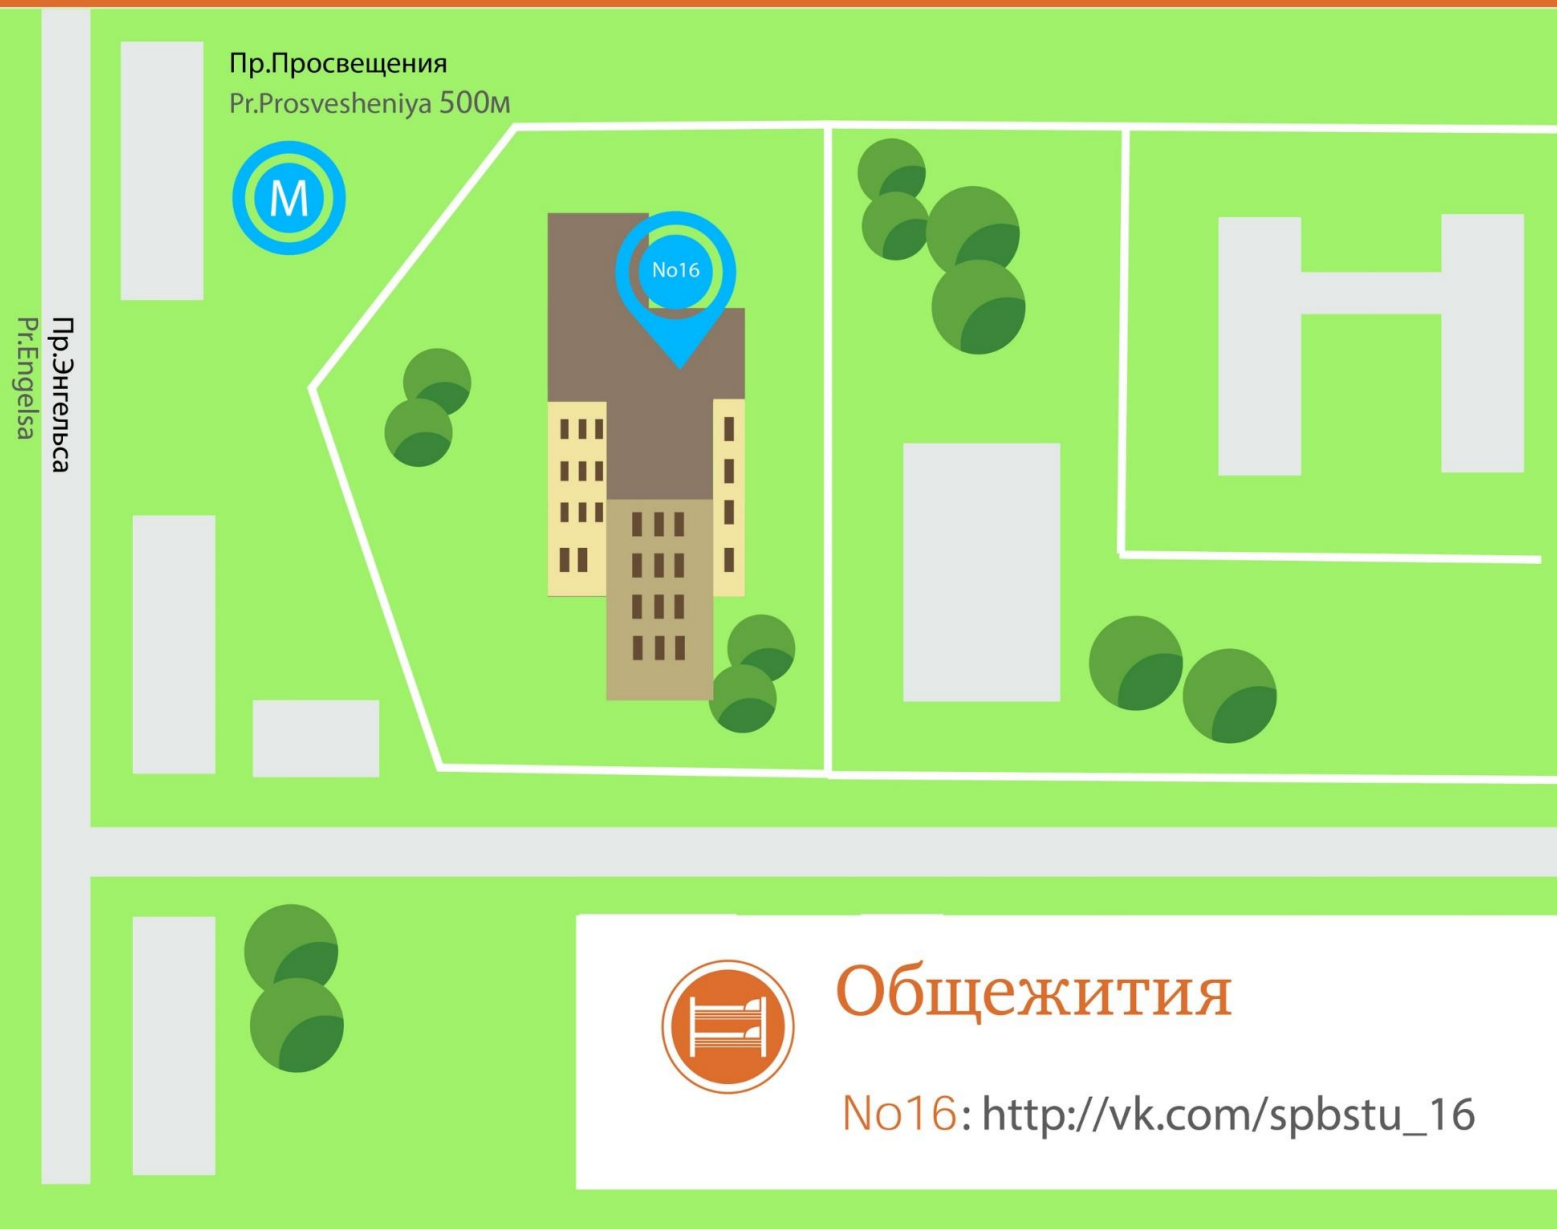 Пр.Просвещения
Pr.Prosvesheniya 500м
M
No16
Пр.Энгельса
Pr.Engelsa
Общежития
No16: http://vk.com/spbstu_16